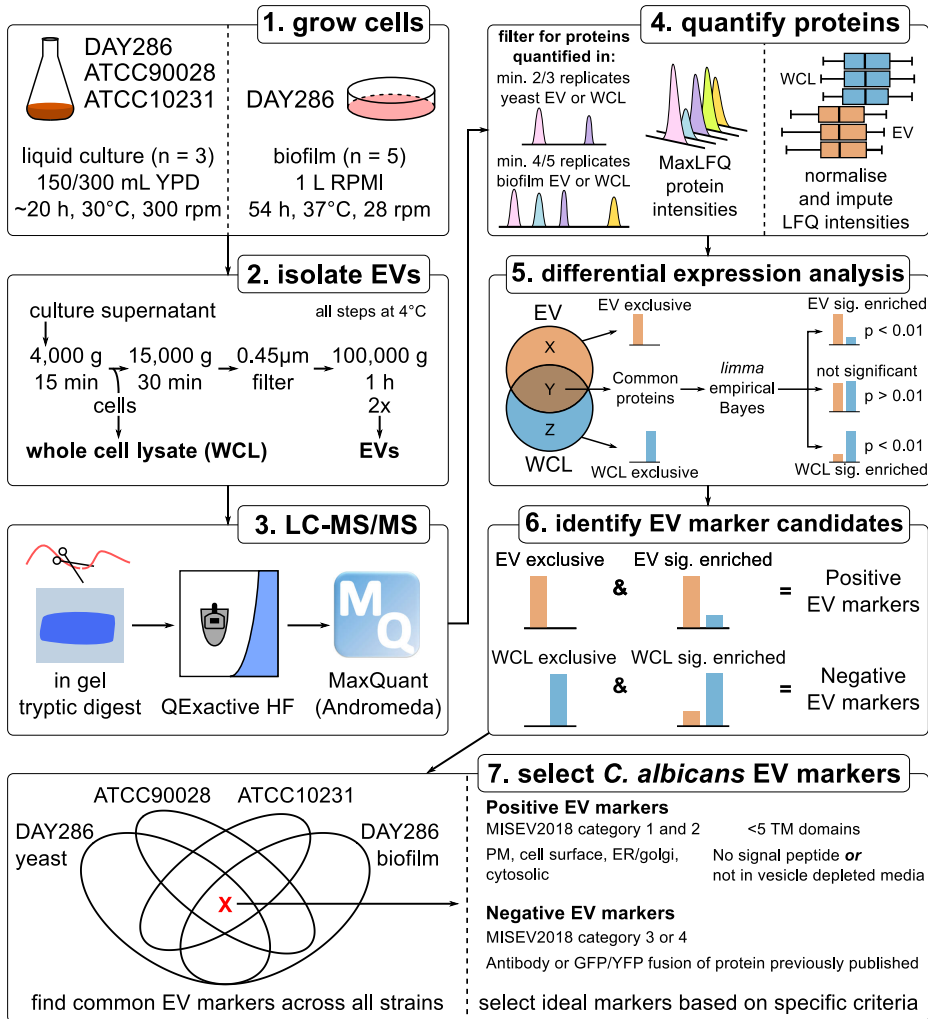 1. grow cells
DAY286
ATCC90028
ATCC10231
liquid culture (n = 3)
150/300 mL YPD
~20 h, 30°C, 300 rpm
DAY286
biofilm (n = 5)
1 L RPMI
54 h, 37°C, 28 rpm
2. isolate EVs
culture supernatant
all steps at 4°C
4,000 g
15 min
15,000 g
30 min
0.45µm
filter
100,000 g
1 h
2x
cells
whole cell lysate (WCL)
EVs
3. LC-MS/MS
in gel
tryptic digest
QExactive HF
M
Q
MaxQuant
(Andromeda)
4. quantify proteins
filter for proteins
quantified in:
min. 2/3 replicates
yeast EV or WCL
min. 4/5 replicates
biofilm EV or WCL
MaxLFQ
protein
intensities
WCL
EV
normalise
and impute
LFQ intensities
5. differential expression analysis
EV
X
Y
Z
WCL
EV exclusive
Common
proteins
WCL exclusive
limma
empirical
Bayes
EV sig. enriched
p < 0.01
not significant
p > 0.01
p < 0.01
WCL sig. enriched
6. identify EV marker candidates
EV exclusive
&
EV sig. enriched
=
Positive
EV markers
WCL exclusive
&
WCL sig. enriched
=
Negative
EV markers
7. select C. albicans EV markers
ATCC90028
ATCC10231
DAY286
yeast
DAY286
biofilm
X
find common EV markers across all strains
Positive EV markers
MISEV2018 category 1 and 2
<5 TM domains
PM, cell surface, ER/golgi,
cytosolic
No signal peptide or
not in vesicle depleted media
Negative EV markers
MISEV2018 category 3 or 4
Antibody or GFP/YFP fusion of protein previously published
select ideal markers based on specific criteria